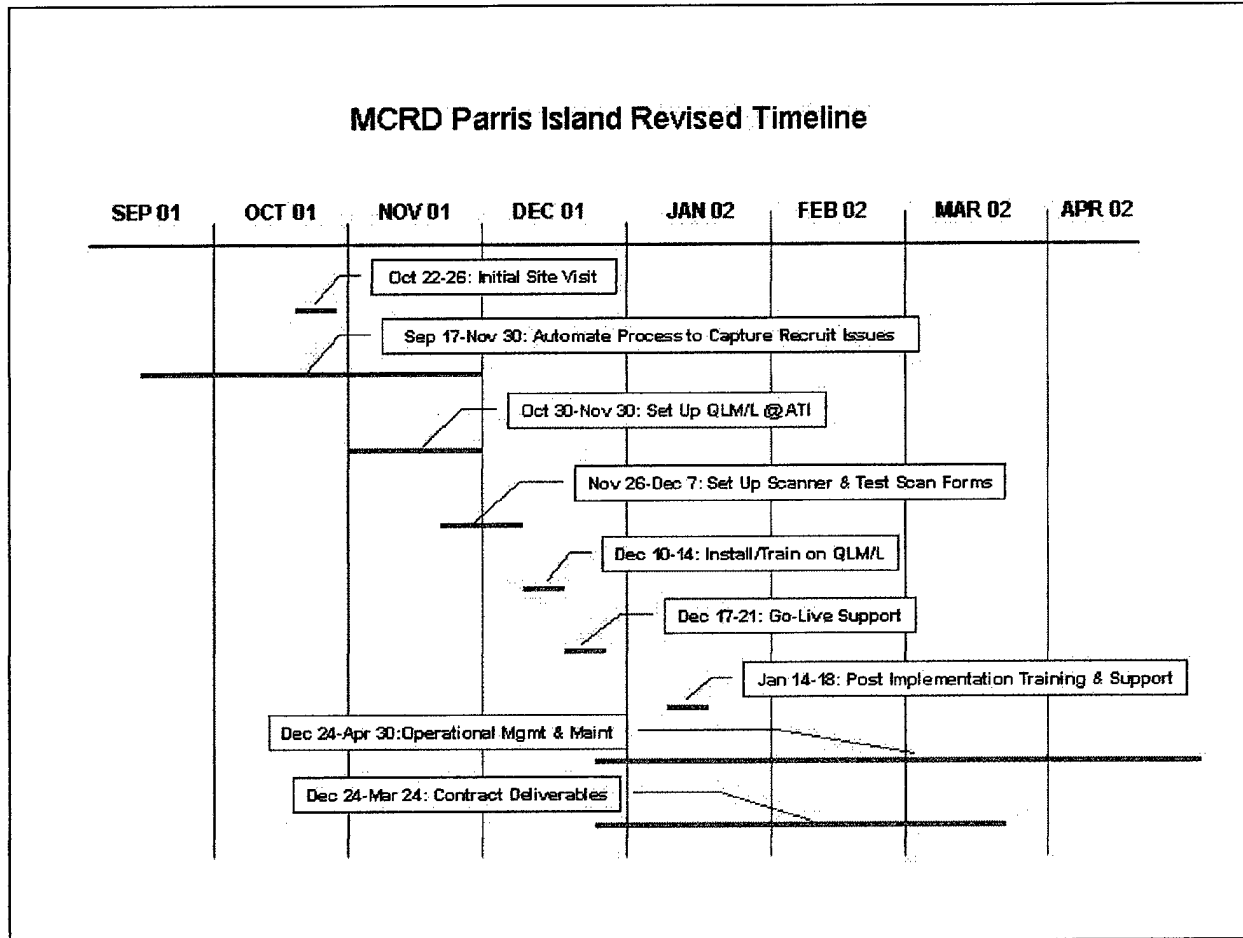 MCRD Parris Island Revised Timeline
SEP 01 OCT 01 NOV 01 DEC 01 JAN 02 FEB 02 MAR 02 APR 02
Oct 22-26: Initial Site Visit
Sep 17-Nov 30: Automate Process to Capture Recruit Issues
Oct 30-Nov 30: Set Up QLM/L @ATI
Nov 26-Dec 7: Set Up Scanner & Test Scan Forms
Dec 10-14: Install/Train on QLM/L
Dec 17-21: Go-Live Support
Jan 14-18: Post Implementation Training & Support
Dec 24-Apr 30:Operational Mgmt & Maint
Dec 24-Mar 24: Contract Deliverables